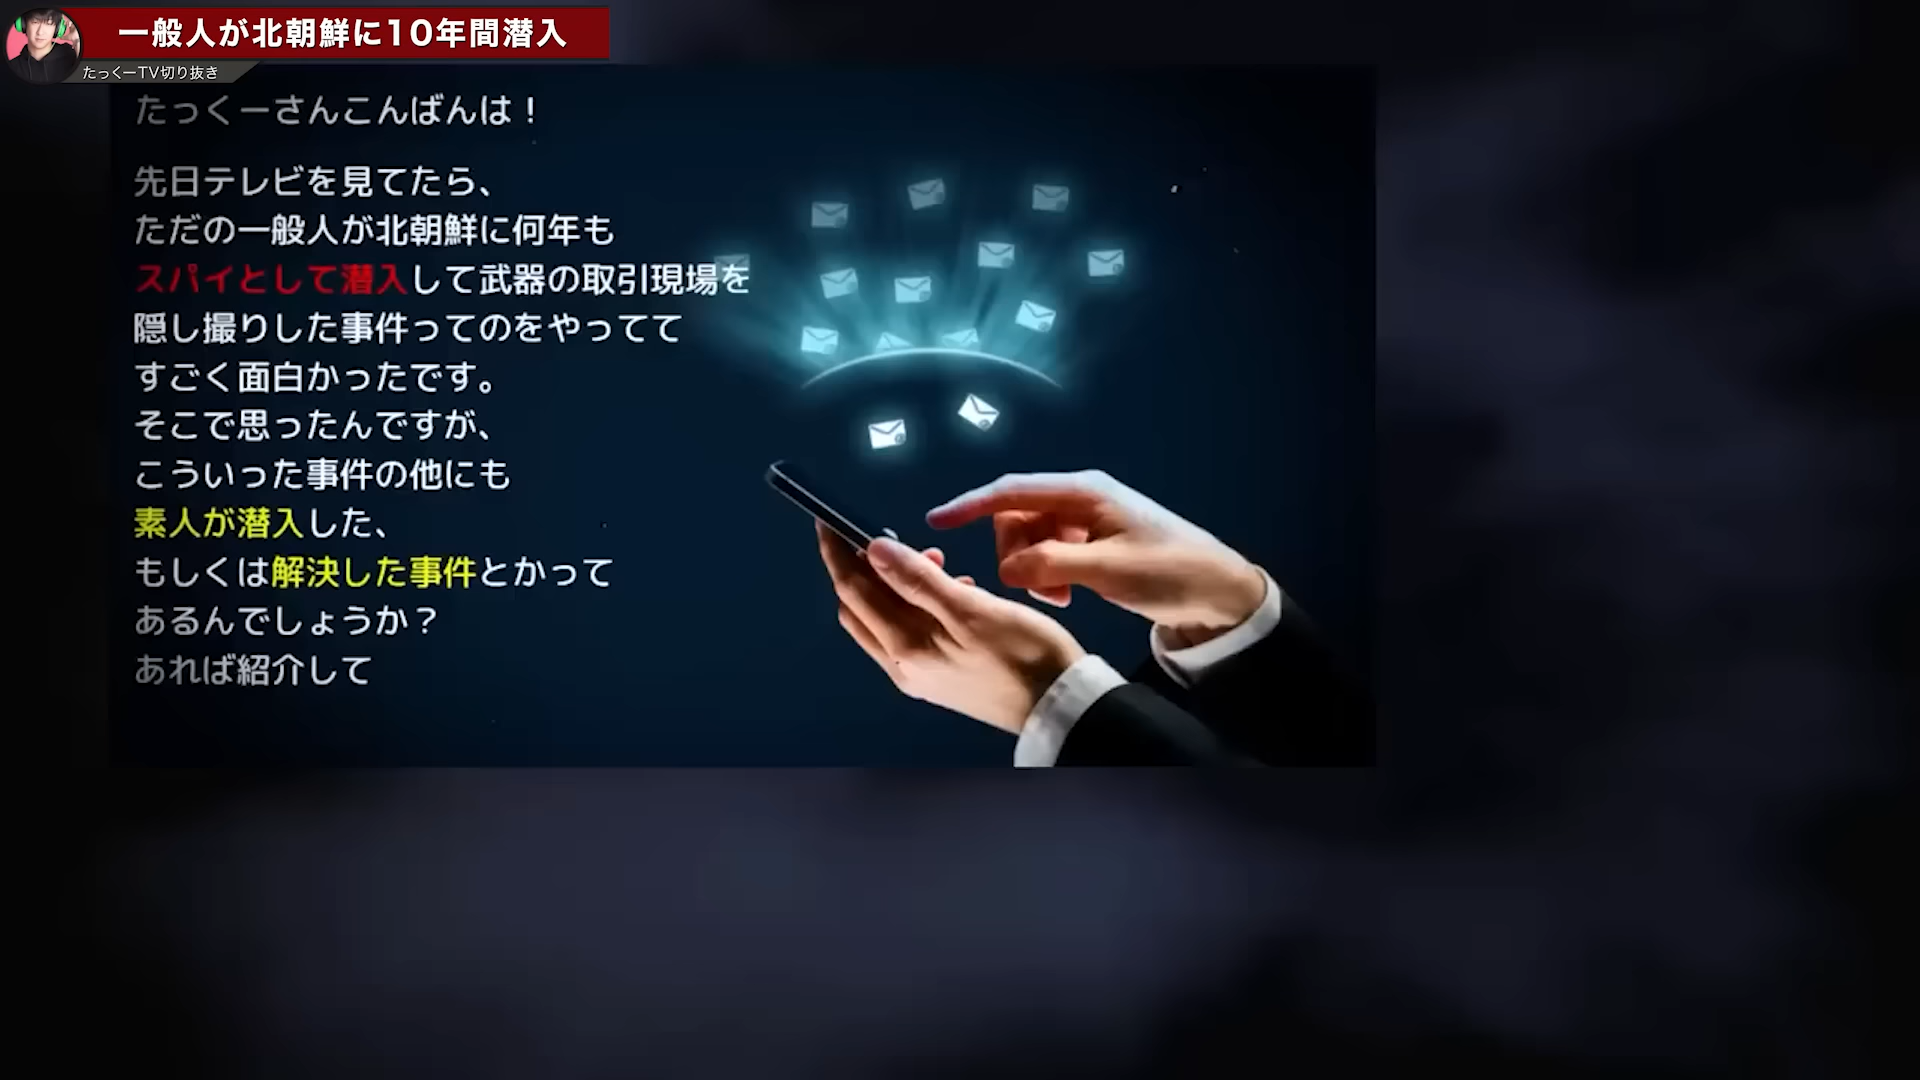 一般人が北朝鮮に10年間潜入
たっくーTV切り抜き
たっくーさんこんばんは！
先日テレビを見てたら、
ただの一般人が北朝鮮に何年も
スパイとして潜入して武器の取引現場を
隠し撮りした事件ってのをやってて
すごく面白かったです。
そこで思ったんですが、
こういった事件の他にも
素人が潜入した、
もしくは解決した事件とかって
あるんでしょうか？
あれば紹介して